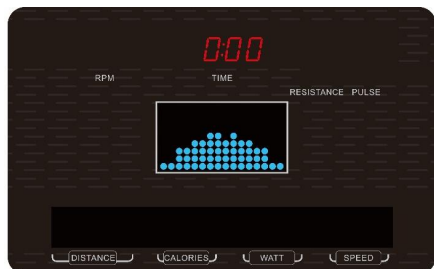 0:00
RPM TIME
RESISTANCE PULSE
DISTANCE CALORIES WATT SPEED